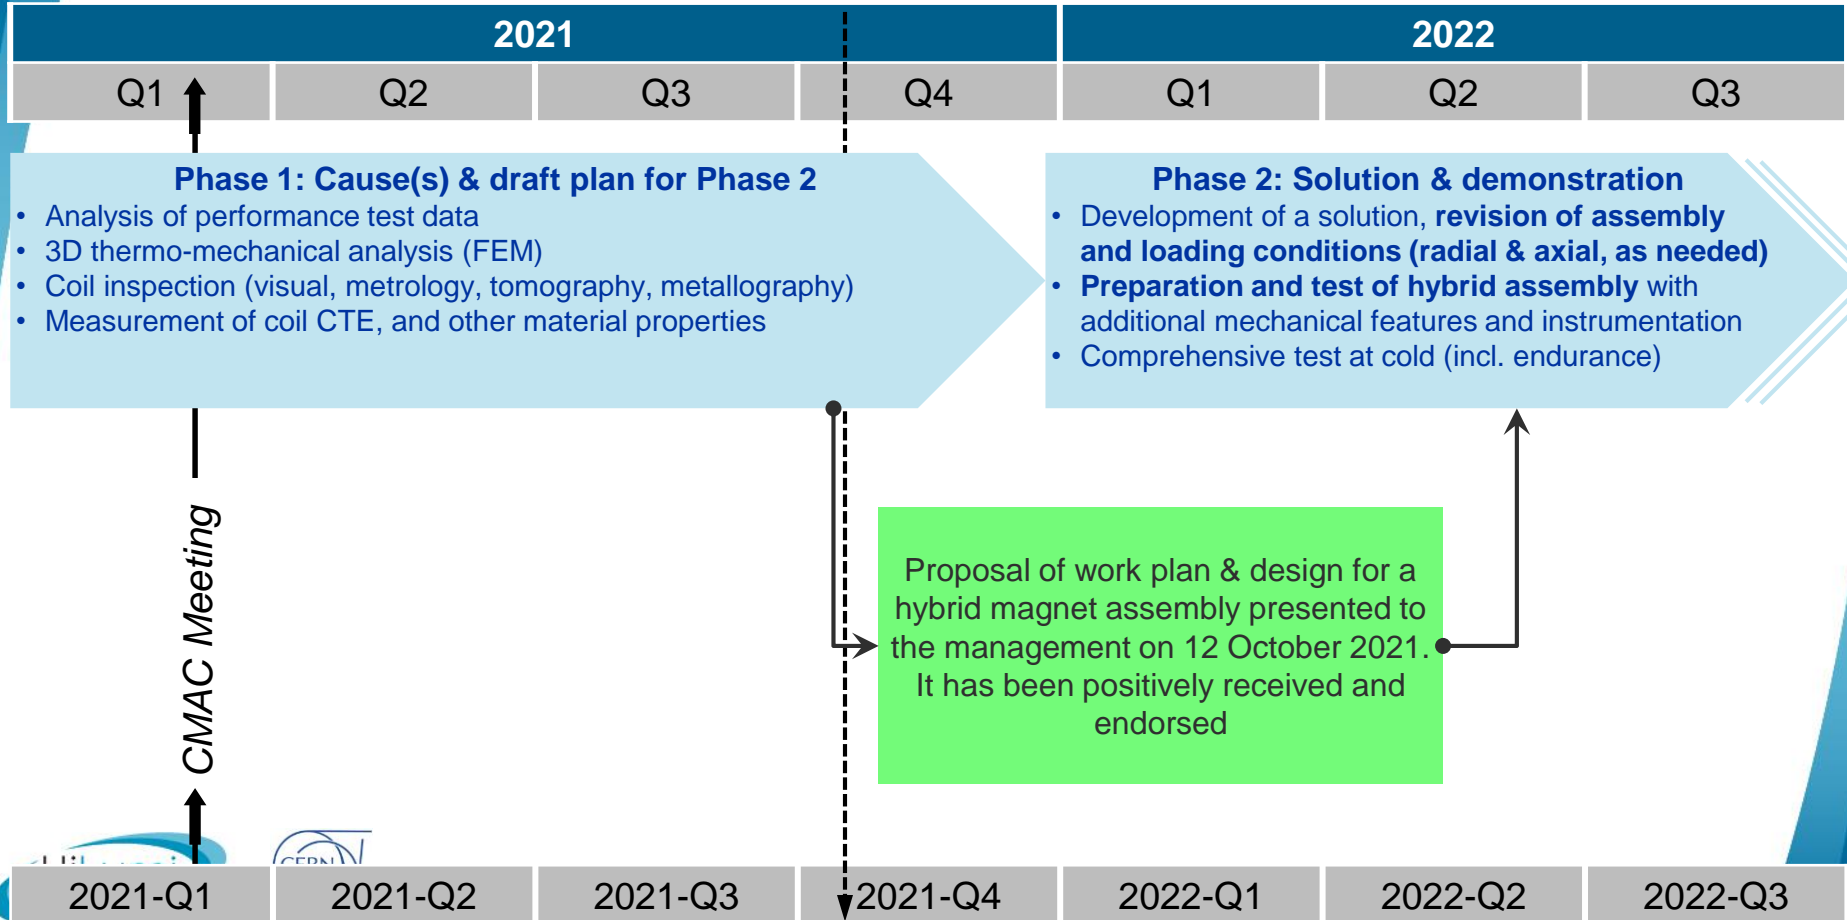 2021
2022
Q1
Q2
Q3
Q4
Q1
Q2
Q3
Phase 1: Cause(s) & draft plan for Phase 2
• Analysis of performance test data
• 3D thermo-mechanical analysis (FEM)
• Coil inspection (visual, metrology, tomography, metallography)
• Measurement of coil CTE, and other material properties
Phase 2: Solution & demonstration
• Development of a solution, revision of assembly
and loading conditions (radial & axial, as needed)
• Preparation and test of hybrid assembly with
additional mechanical features and instrumentation
• Comprehensive test at cold (incl. endurance)
CMAC Meeting
Proposal of work plan & design for a
hybrid magnet assembly presented to
the management on 12 October 2021.
It has been positively received and
endorsed
CERN
2021-Q1
2021-Q2
2021-Q3
2021-Q4
2022-Q1
2022-Q2
2022-Q3